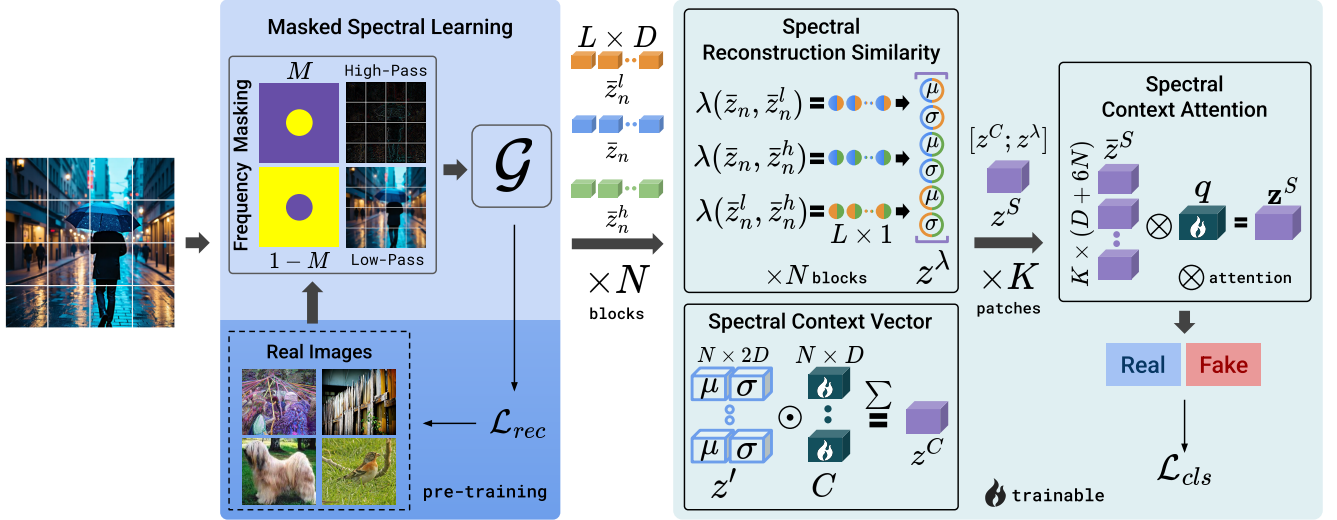 Masked Spectral Learning
Frequency Masking
M
High-Pass
1 − M
Low-Pass
𝒢
Real Images
ℒ_rec
pre-training
L × D
z̄_n^l
z̄_n
z̄_n^h
×N
blocks
Spectral
Reconstruction Similarity
λ(z̄_n, z̄_n^l) =
μ
σ
λ(z̄_n, z̄_n^h) =
μ
σ
λ(z̄_n^l, z̄_n^h) =
μ
σ
L × 1
×N blocks
z^λ
Spectral Context Vector
N × 2D
N × D
μ σ
⊙
Σ
=
μ σ
z′
C
z^C
[z^C; z^λ]
z^S
×K
patches
Spectral
Context Attention
K × (D + 6N)
z̄^S
⊗
q
=
𝐳^S
⊗ attention
Real
Fake
ℒ_cls
trainable